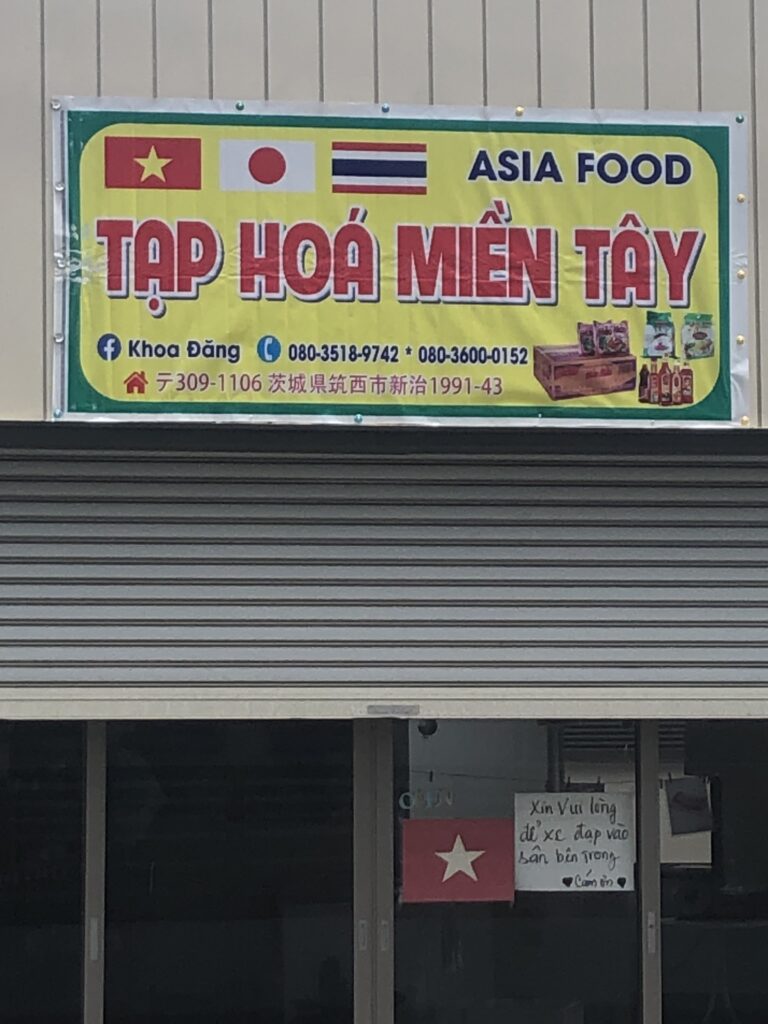 ASIA FOOD
TẠP HOÁ MIỀN TÂY
Khoa Đăng 080-3518-9742 * 080-3600-0152
〒309-1106 茨城県筑西市新治1991-43
OPEN
Xin Vui lòng
để xe đạp vào
sân bên trong
♥ Cám ơn ♥